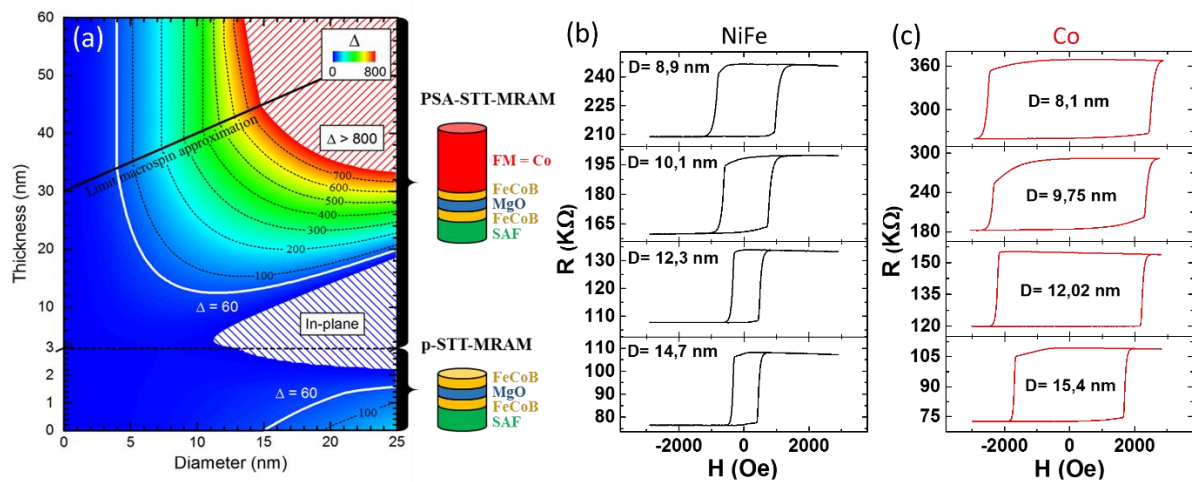 (a)
Δ
0 800
Δ > 800
Limit macrospin approximation
700
600
500
400
300
200
100
Δ = 60
In-plane
Δ = 60
100
60
50
40
30
20
10
3
2
1
0
Thickness (nm)
0 5 10 15 20 25
Diameter (nm)
PSA-STT-MRAM
FM = Co
FeCoB
MgO
FeCoB
SAF
p-STT-MRAM
FeCoB
MgO
FeCoB
SAF
(b)
NiFe
D= 8,9 nm
240
225
210
D= 10,1 nm
195
180
165
D= 12,3 nm
130
120
110
D= 14,7 nm
110
100
90
80
R (KΩ)
-2000 0 2000
H (Oe)
(c)
Co
D= 8,1 nm
360
300
D= 9,75 nm
300
240
180
D= 12,02 nm
150
135
120
D= 15,4 nm
105
90
75
R (KΩ)
-2000 0 2000
H (Oe)